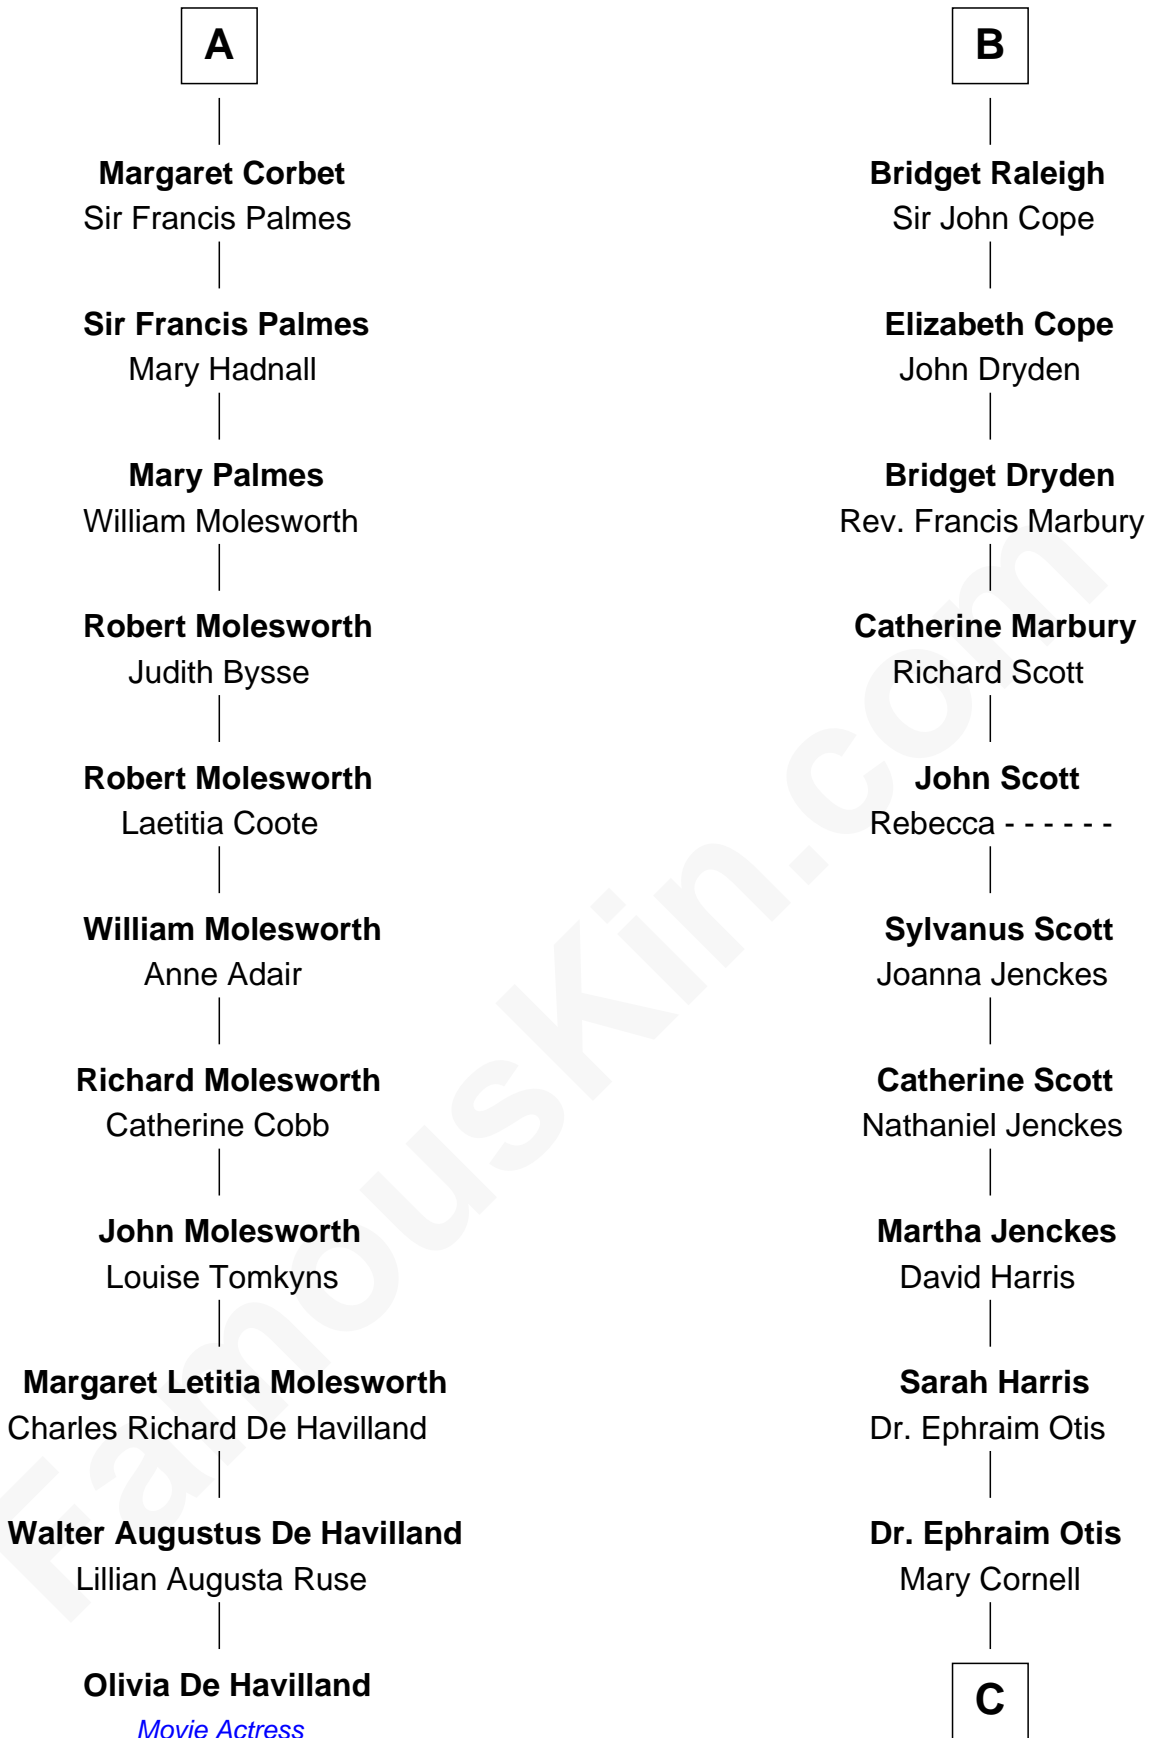 A
Margaret Corbet
Sir Francis Palmes
Sir Francis Palmes
Mary Hadnall
Mary Palmes
William Molesworth
Robert Molesworth
Judith Bysse
Robert Molesworth
Laetitia Coote
William Molesworth
Anne Adair
Richard Molesworth
Catherine Cobb
John Molesworth
Louise Tomkyns
Margaret Letitia Molesworth
Charles Richard De Havilland
Walter Augustus De Havilland
Lillian Augusta Ruse
Olivia De Havilland
Movie Actress
B
Bridget Raleigh
Sir John Cope
Elizabeth Cope
John Dryden
Bridget Dryden
Rev. Francis Marbury
Catherine Marbury
Richard Scott
John Scott
Rebecca - - - - - -
Sylvanus Scott
Joanna Jenckes
Catherine Scott
Nathaniel Jenckes
Martha Jenckes
David Harris
Sarah Harris
Dr. Ephraim Otis
Dr. Ephraim Otis
Mary Cornell
C
FamousKin.com